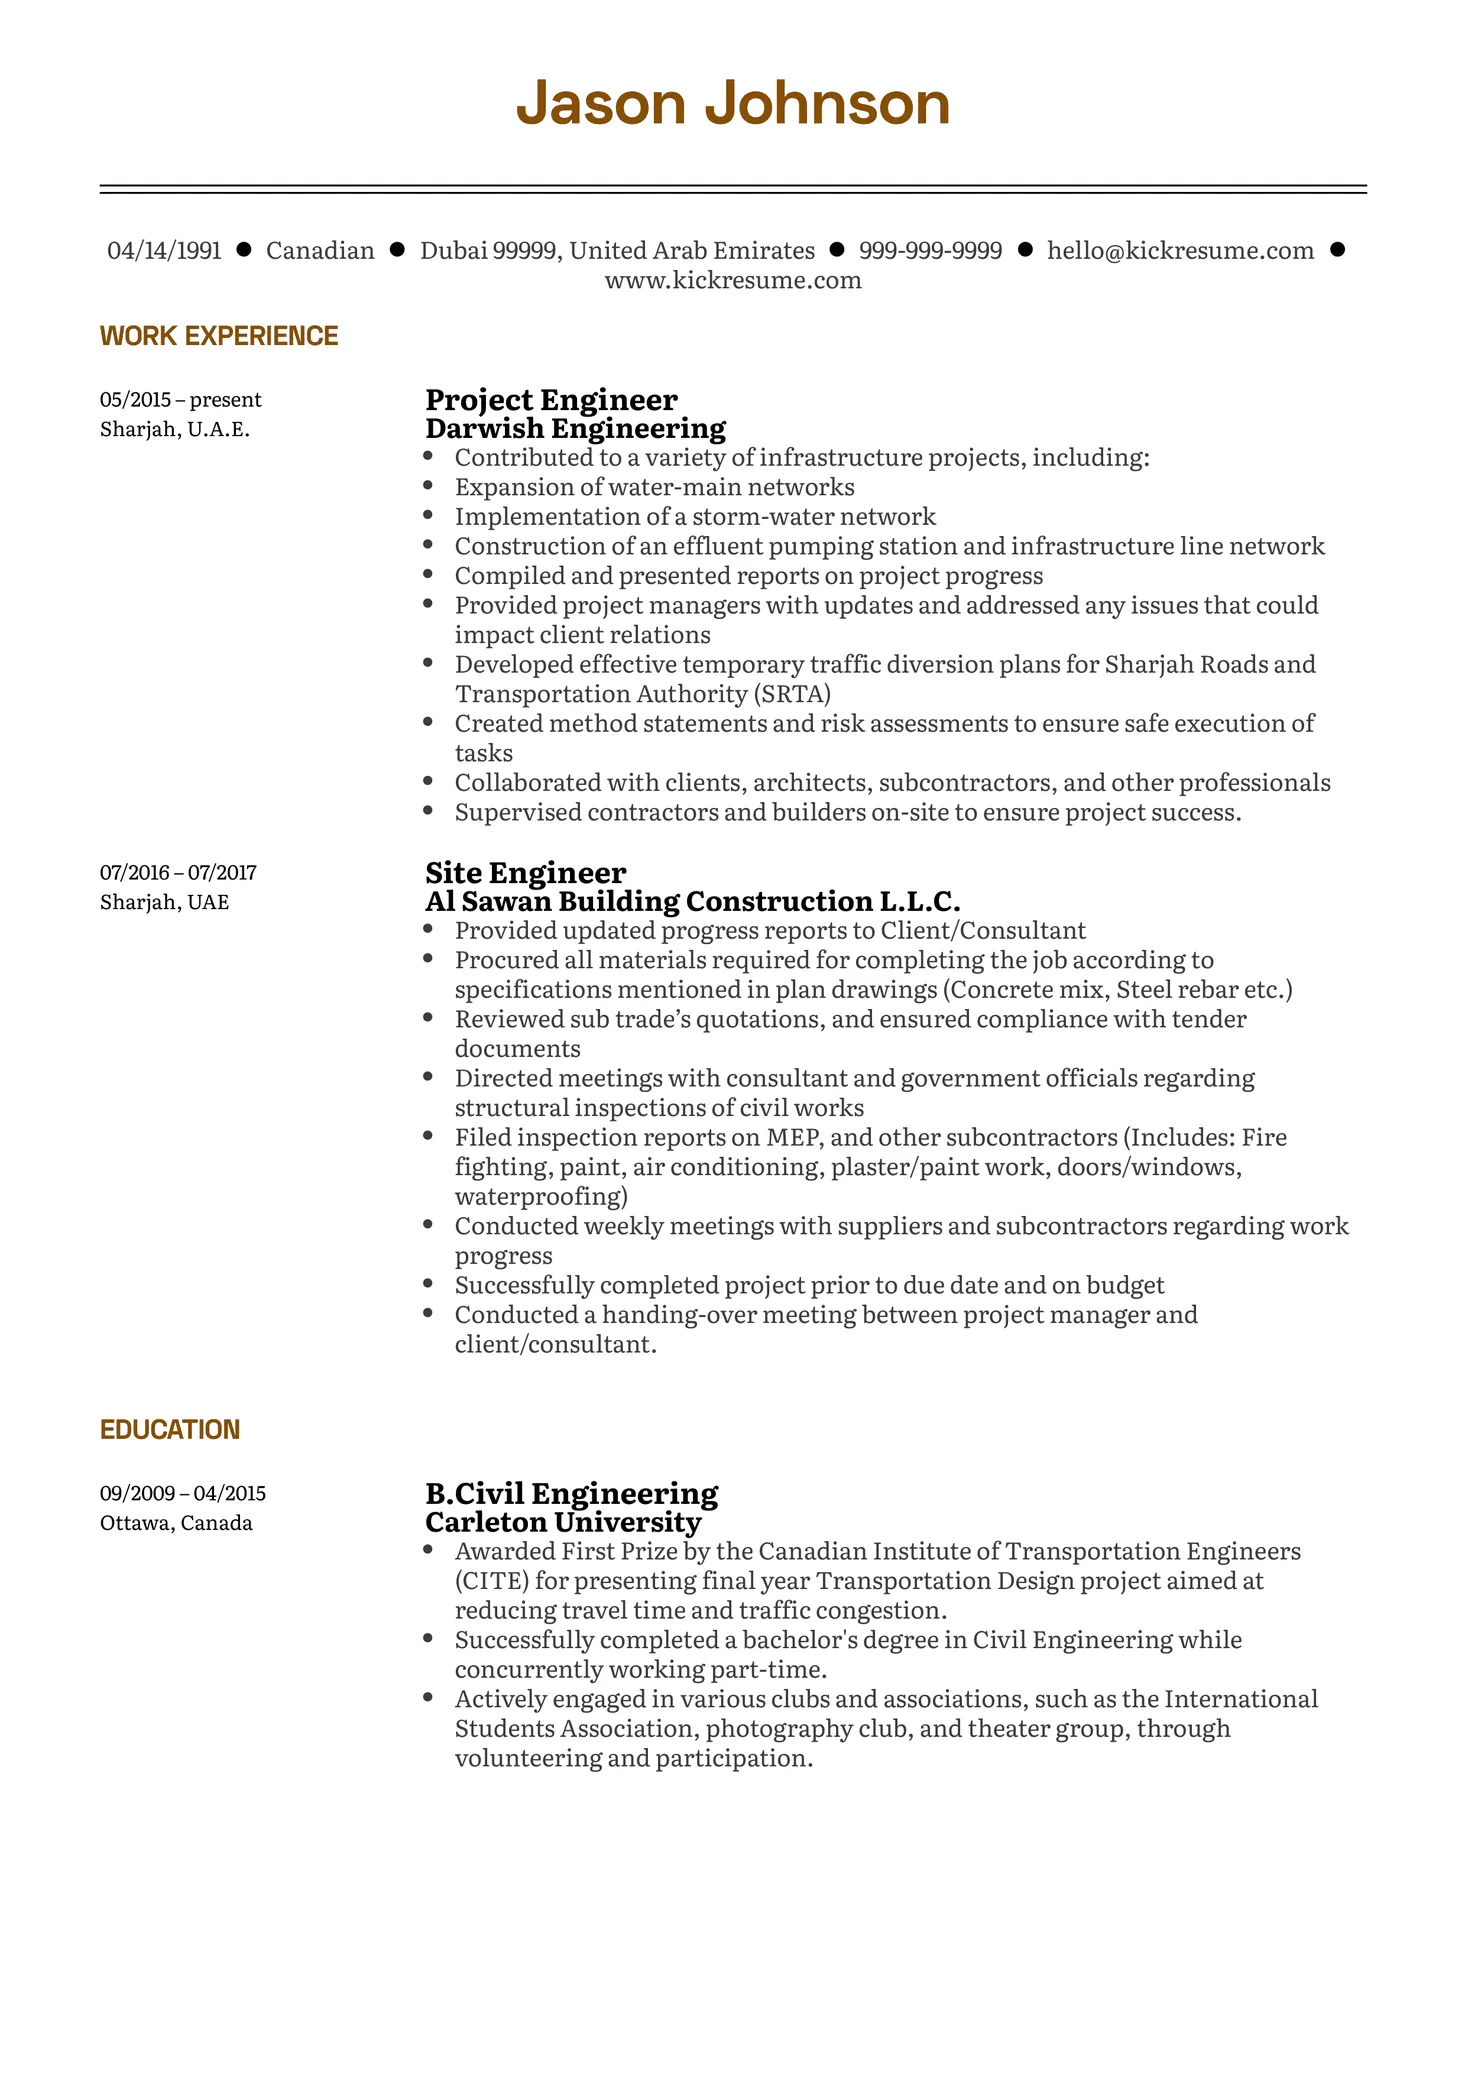 Jason Johnson
04/14/1991 ● Canadian ● Dubai 99999, United Arab Emirates ● 999-999-9999 ● hello@kickresume.com ●
www.kickresume.com
WORK EXPERIENCE
05/2015 – present
Sharjah, U.A.E.
Project Engineer
Darwish Engineering
• Contributed to a variety of infrastructure projects, including:
• Expansion of water-main networks
• Implementation of a storm-water network
• Construction of an effluent pumping station and infrastructure line network
• Compiled and presented reports on project progress
• Provided project managers with updates and addressed any issues that could
impact client relations
• Developed effective temporary traffic diversion plans for Sharjah Roads and
Transportation Authority (SRTA)
• Created method statements and risk assessments to ensure safe execution of
tasks
• Collaborated with clients, architects, subcontractors, and other professionals
• Supervised contractors and builders on-site to ensure project success.
07/2016 – 07/2017
Sharjah, UAE
Site Engineer
Al Sawan Building Construction L.L.C.
• Provided updated progress reports to Client/Consultant
• Procured all materials required for completing the job according to
specifications mentioned in plan drawings (Concrete mix, Steel rebar etc.)
• Reviewed sub trade’s quotations, and ensured compliance with tender
documents
• Directed meetings with consultant and government officials regarding
structural inspections of civil works
• Filed inspection reports on MEP, and other subcontractors (Includes: Fire
fighting, paint, air conditioning, plaster/paint work, doors/windows,
waterproofing)
• Conducted weekly meetings with suppliers and subcontractors regarding work
progress
• Successfully completed project prior to due date and on budget
• Conducted a handing-over meeting between project manager and
client/consultant.
EDUCATION
09/2009 – 04/2015
Ottawa, Canada
B.Civil Engineering
Carleton University
• Awarded First Prize by the Canadian Institute of Transportation Engineers
(CITE) for presenting final year Transportation Design project aimed at
reducing travel time and traffic congestion.
• Successfully completed a bachelor's degree in Civil Engineering while
concurrently working part-time.
• Actively engaged in various clubs and associations, such as the International
Students Association, photography club, and theater group, through
volunteering and participation.